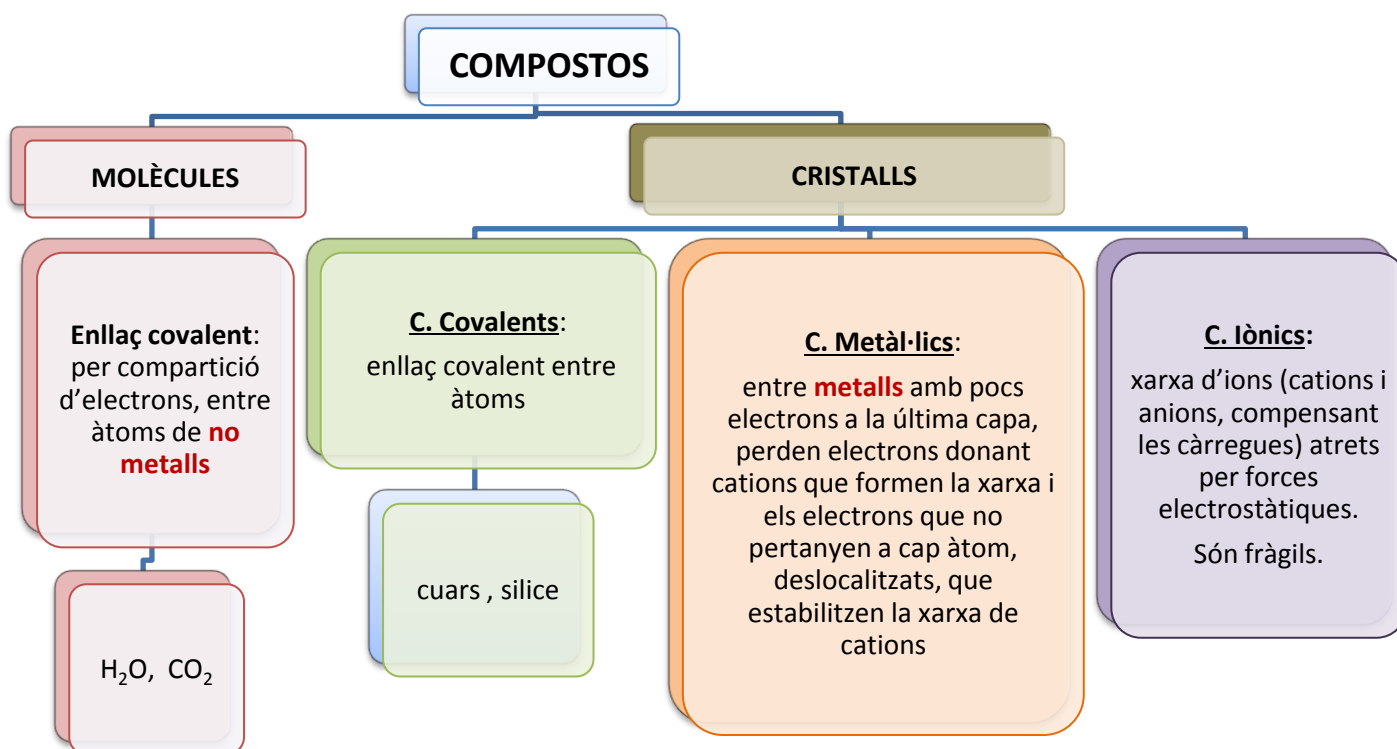 COMPOSTOS
MOLÈCULES
CRISTALLS
Enllaç covalent:
per compartició
d’electrons, entre
àtoms de no
metalls
H₂O, CO₂
C. Covalents:
enllaç covalent entre
àtoms
cuars , silice
C. Metàl·lics:
entre metalls amb pocs
electrons a la última capa,
perden electrons donant
cations que formen la xarxa i
els electrons que no
pertanyen a cap àtom,
deslocalitzats, que
estabilitzen la xarxa de
cations
C. Iònics:
xarxa d’ions (cations i
anions, compensant
les càrregues) atrets
per forces
electrostàtiques.
Són fràgils.